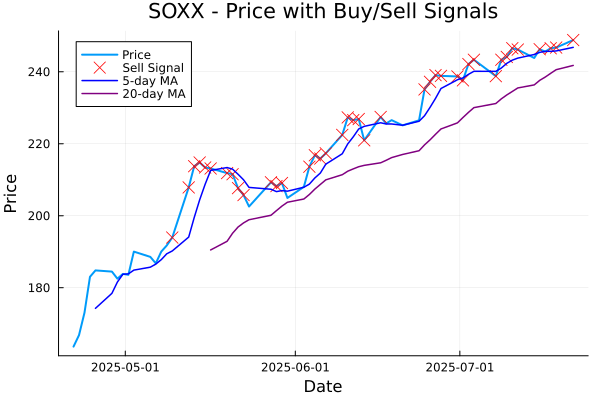 SOXX - Price with Buy/Sell Signals
Price
Sell Signal
5-day MA
20-day MA
240
220
200
180
Price
2025-05-01
2025-06-01
2025-07-01
Date